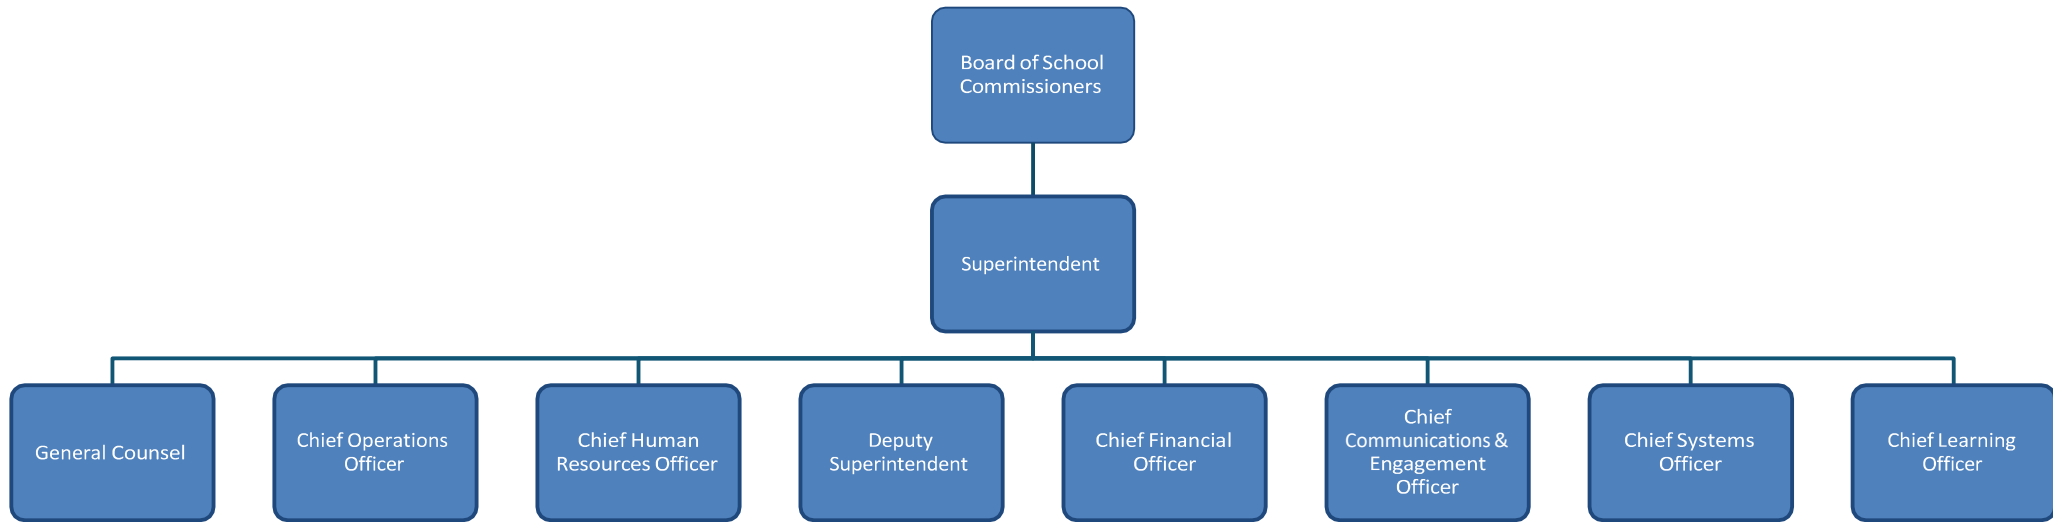 Board of School
Commissioners
Superintendent
General Counsel
Chief Operations
Officer
Chief Human
Resources Officer
Deputy
Superintendent
Chief Financial
Officer
Chief
Communications &
Engagement
Officer
Chief Systems
Officer
Chief Learning
Officer